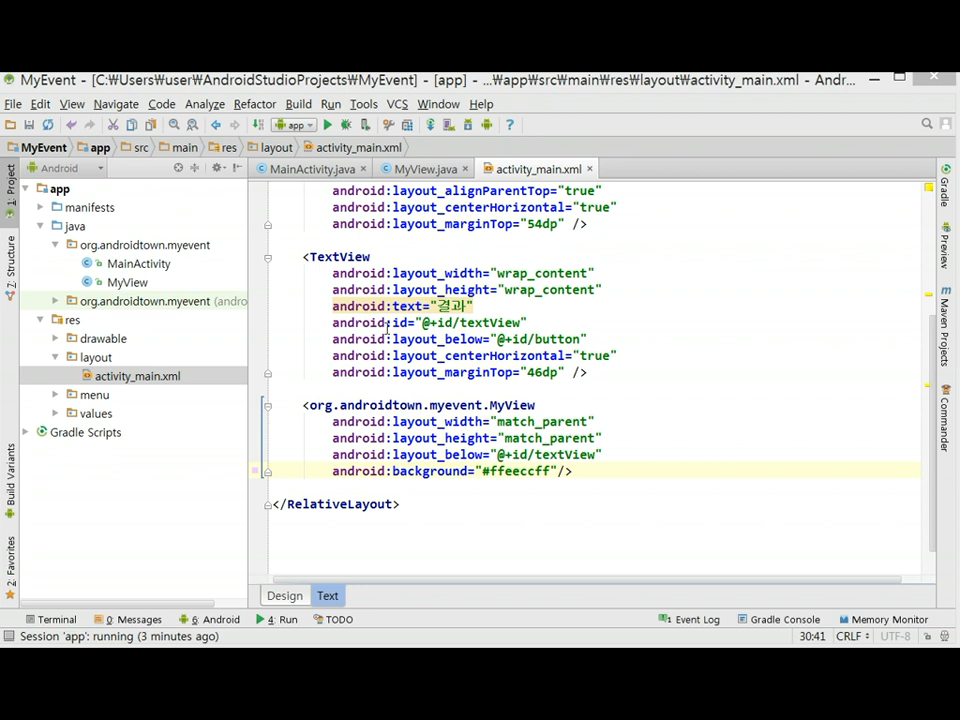 MyEvent - [C:₩Users₩user₩AndroidStudioProjects₩MyEvent] - [app] - ...₩app₩src₩main₩res₩layout₩activity_main.xml - Andr...
File Edit View Navigate Code Analyze Refactor Build Run Tools VCS Window Help
app
MyEvent app src main res layout activity_main.xml
Android
MainActivity.java MyView.java activity_main.xml
1: Project
7: Structure
Build Variants
2: Favorites
app
manifests
java
org.androidtown.myevent
MainActivity
MyView
org.androidtown.myevent (andro
res
drawable
layout
activity_main.xml
menu
values
Gradle Scripts
android:layout_alignParentTop="true"
android:layout_centerHorizontal="true"
android:layout_marginTop="54dp" />
<TextView
android:layout_width="wrap_content"
android:layout_height="wrap_content"
android:text="결과"
android:id="@+id/textView"
android:layout_below="@+id/button"
android:layout_centerHorizontal="true"
android:layout_marginTop="46dp" />
<org.androidtown.myevent.MyView
android:layout_width="match_parent"
android:layout_height="match_parent"
android:layout_below="@+id/textView"
android:background="#ffeeccff"/>
</RelativeLayout>
Gradle
Preview
Maven Projects
Commander
Design Text
Terminal 0: Messages 6: Android 4: Run TODO Event Log Gradle Console Memory Monitor
Session 'app': running (3 minutes ago) 30:41 CRLF UTF-8